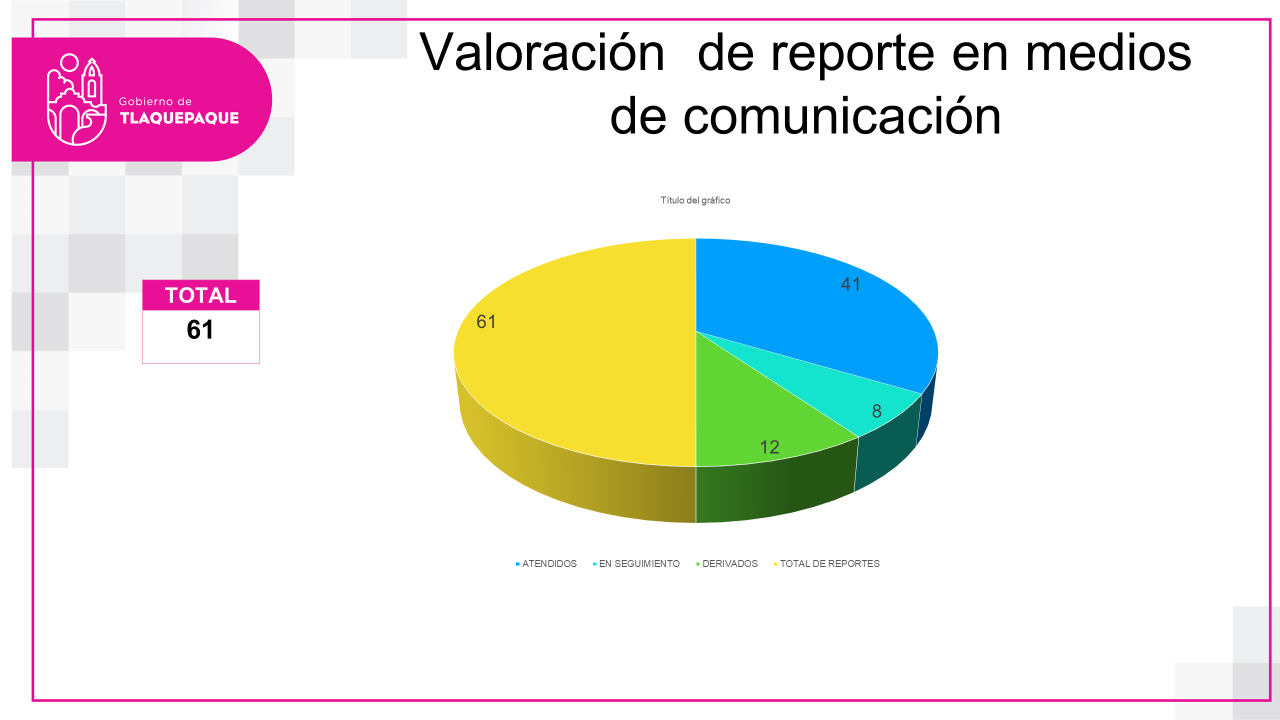 Valoración  de reporte en medios
de comunicación
Gobierno de
TLAQUEPAQUE
Título del gráfico
TOTAL
61
41
61
8
12
ATENDIDOS
EN SEGUIMIENTO
DERIVADOS
TOTAL DE REPORTES